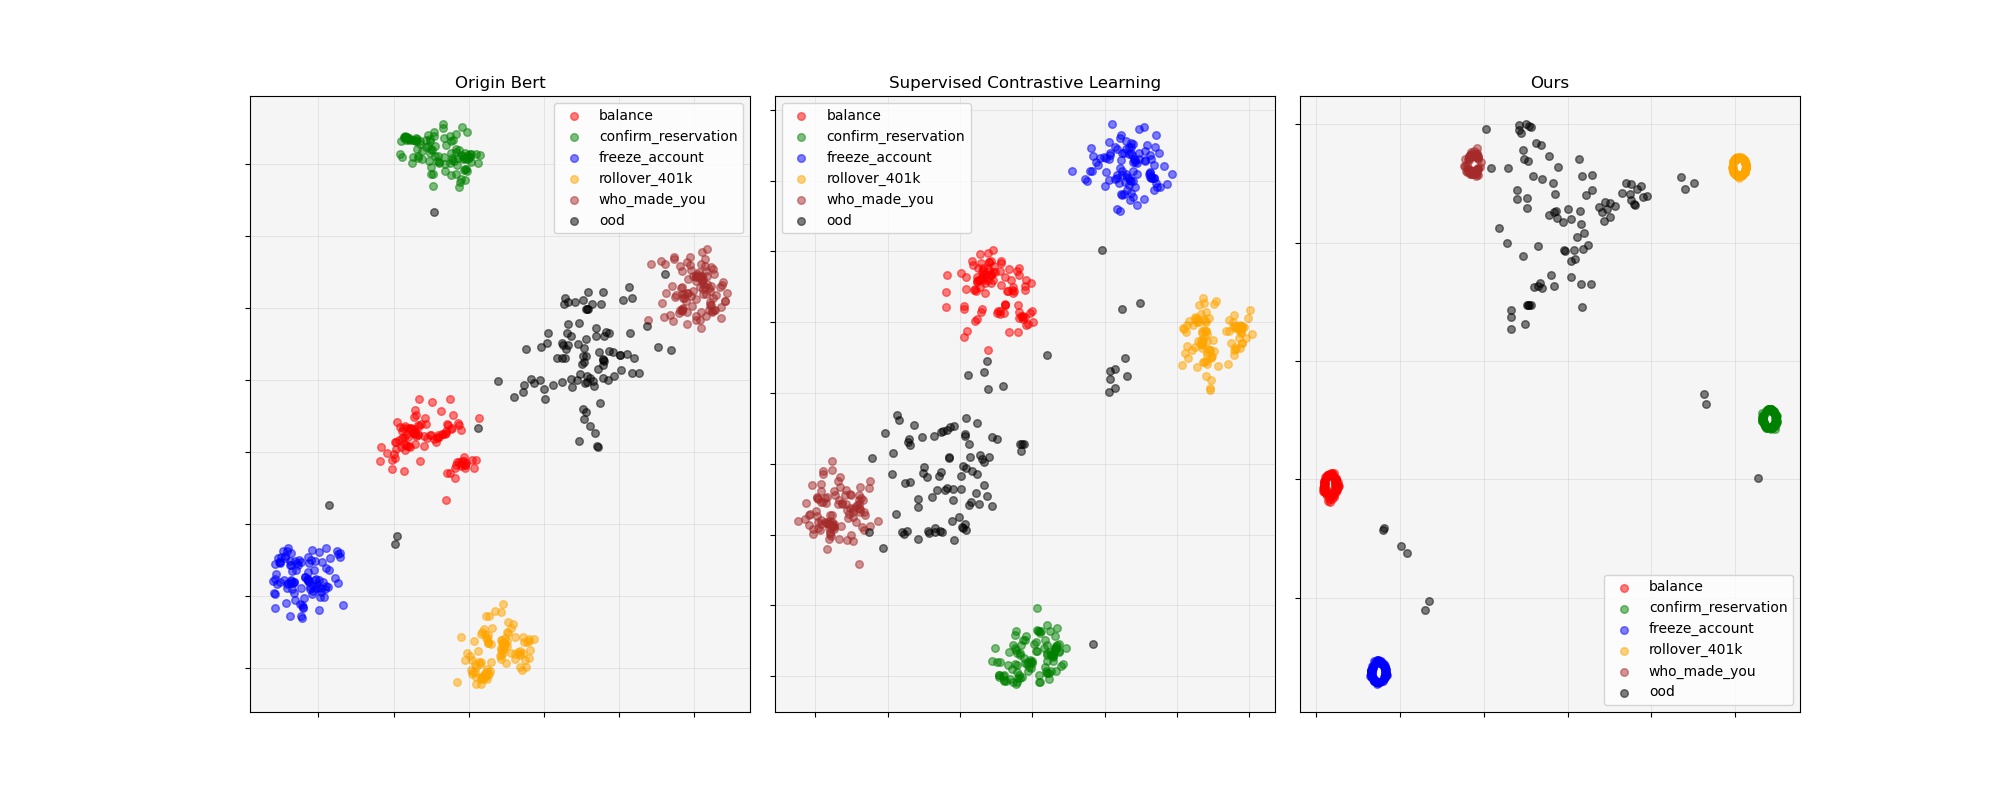 Origin Bert
balance
confirm_reservation
freeze_account
rollover_401k
who_made_you
ood
Supervised Contrastive Learning
balance
confirm_reservation
freeze_account
rollover_401k
who_made_you
ood
Ours
balance
confirm_reservation
freeze_account
rollover_401k
who_made_you
ood